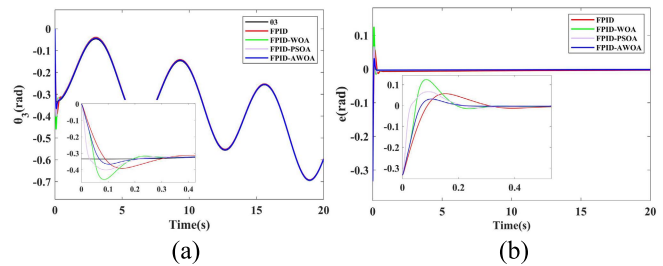 (a)
0
-0.1
-0.2
-0.3
-0.4
-0.5
-0.6
-0.7
θ3(rad)
03
FPID
FPID-WOA
FPID-PSOA
FPID-AWOA
0
-0.1
-0.2
-0.3
-0.4
0 0.1 0.2 0.3 0.4
0 5 10 15 20
Time(s)
(a)
(b)
0.1
0
-0.1
-0.2
-0.3
e(rad)
FPID
FPID-WOA
FPID-PSOA
FPID-AWOA
0.1
0
-0.1
-0.2
-0.3
0 0.2 0.4
0 5 10 15 20
Time(s)
(b)